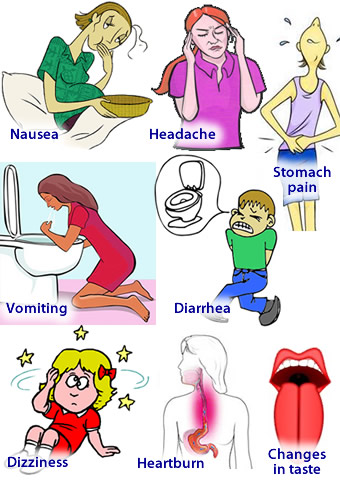 Nausea
Headache
Stomach
pain
Vomiting
Diarrhea
Dizziness
Heartburn
Changes
in taste